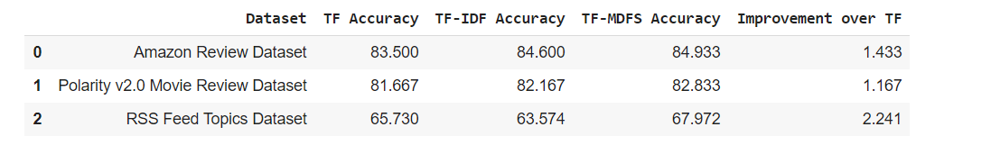 Dataset TF Accuracy TF-IDF Accuracy TF-MDFS Accuracy Improvement over TF
0 Amazon Review Dataset 83.500 84.600 84.933 1.433
1 Polarity v2.0 Movie Review Dataset 81.667 82.167 82.833 1.167
2 RSS Feed Topics Dataset 65.730 63.574 67.972 2.241